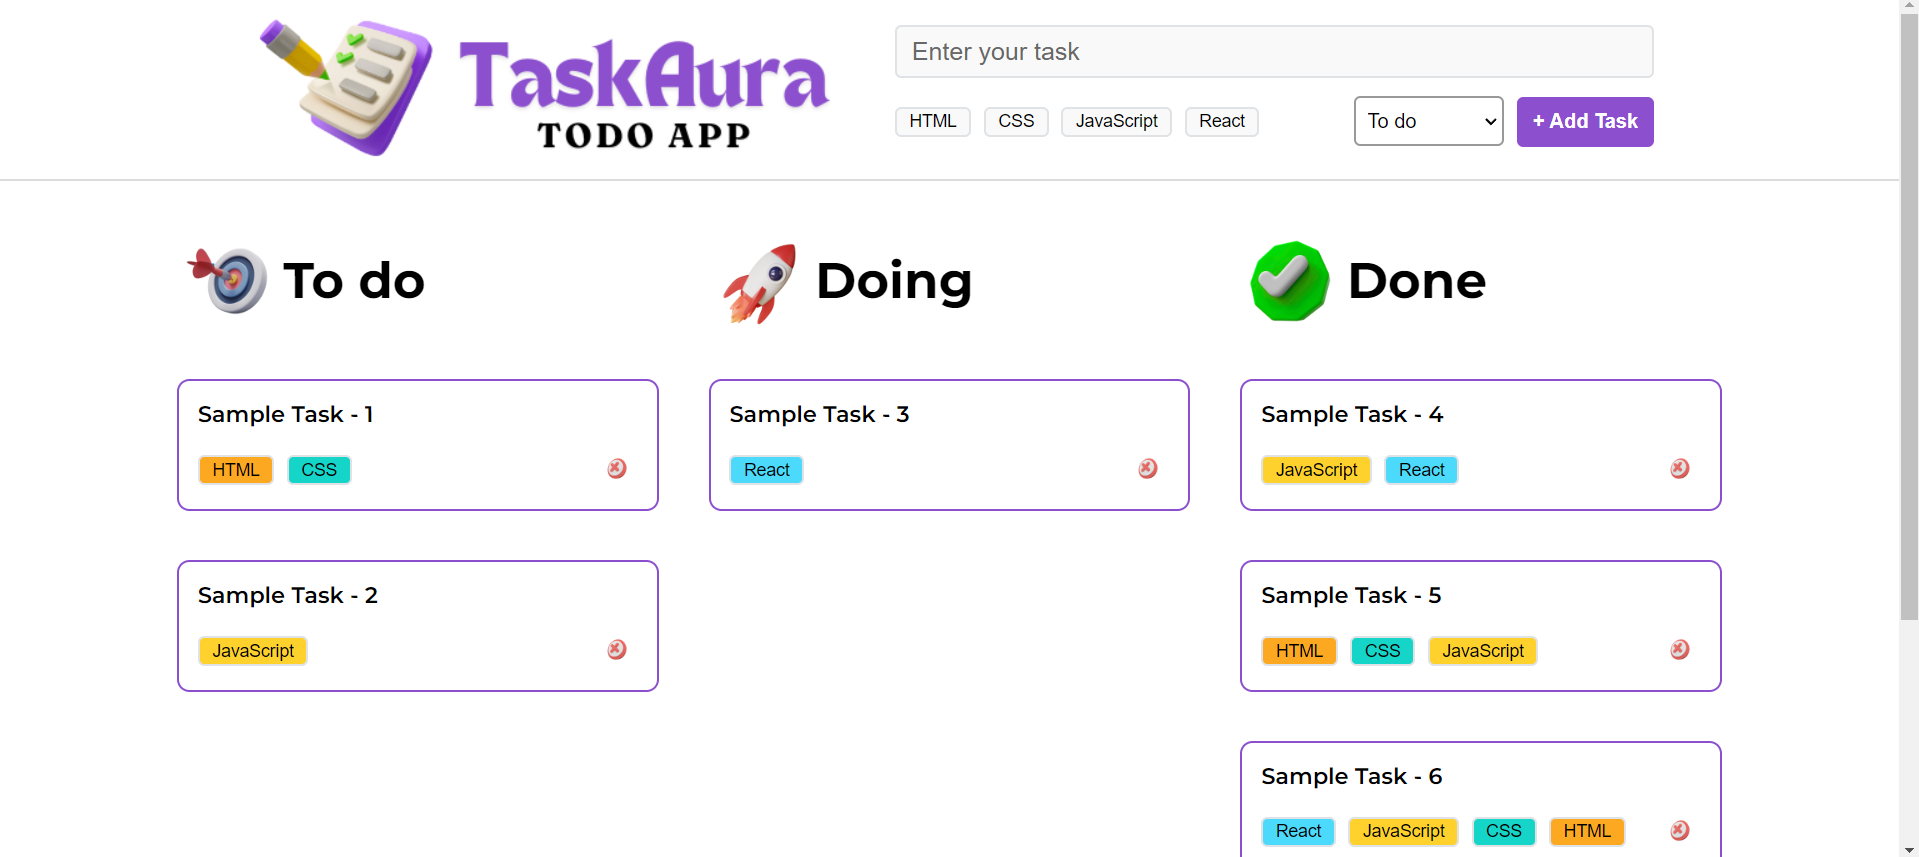 TaskAura
TODO APP
Enter your task
HTML CSS JavaScript React
To do
+ Add Task
To do
Sample Task - 1
HTML CSS
Sample Task - 2
JavaScript
Doing
Sample Task - 3
React
Done
Sample Task - 4
JavaScript React
Sample Task - 5
HTML CSS JavaScript
Sample Task - 6
React JavaScript CSS HTML